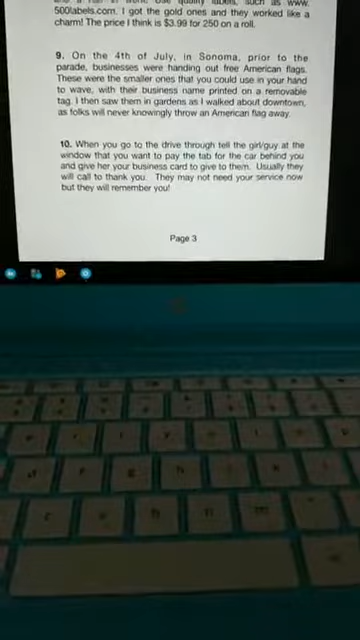 labels, such as www.
500labels.com. I got the gold ones and they worked like a
charm! The price I think is $3.99 for 250 on a roll.
9. On the 4th of July, in Sonoma, prior to the
parade, businesses were handing out free American flags.
These were the smaller ones that you could use in your hand
to wave, with their business name printed on a removable
tag. I then saw them in gardens as I walked about downtown,
as folks will never knowingly throw an American flag away.
10. When you go to the drive through tell the girl/guy at the
window that you want to pay the tab for the car behind you
and give her your business card to give to them. Usually they
will call to thank you. They may not need your service now
but they will remember you!
Page 3